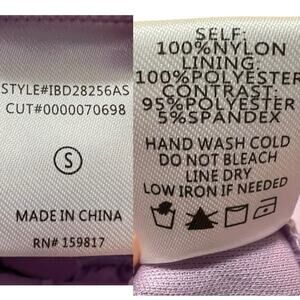 STYLE#IBD28256AS
CUT#0000070698
S
MADE IN CHINA
RN# 159817
SELF:
100%NYLON
LINING:
100%POLYESTER
CONTRAST:
95%POLYESTER
5%SPANDEX
HAND WASH COLD
DO NOT BLEACH
LINE DRY
LOW IRON IF NEEDED